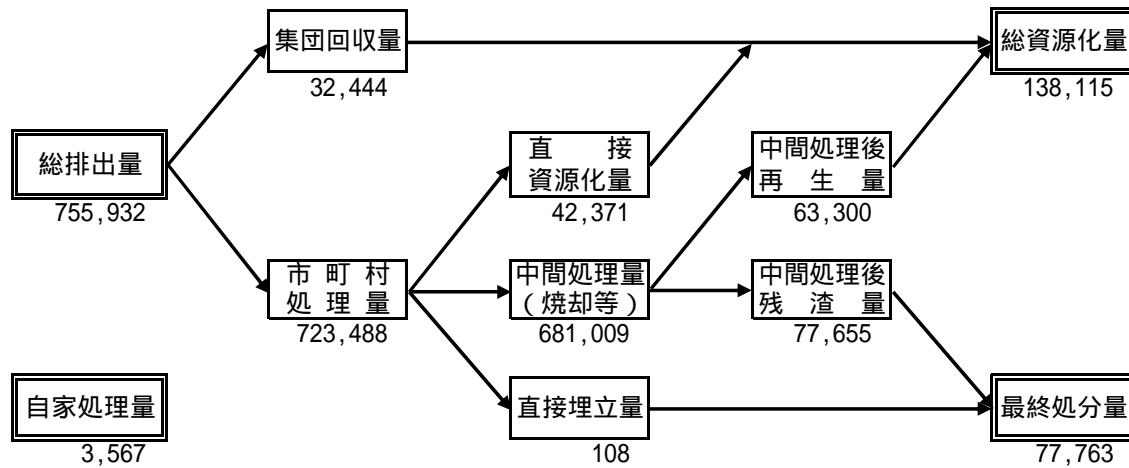 集団回収量
32,444
総資源化量
138,115
総排出量
755,932
直　接
資源化量
42,371
中間処理後
再　生　量
63,300
市 町 村
処 理 量
723,488
中間処理量
（焼却等）
681,009
中間処理後
残　渣　量
77,655
自家処理量
3,567
直接埋立量
108
最終処分量
77,763